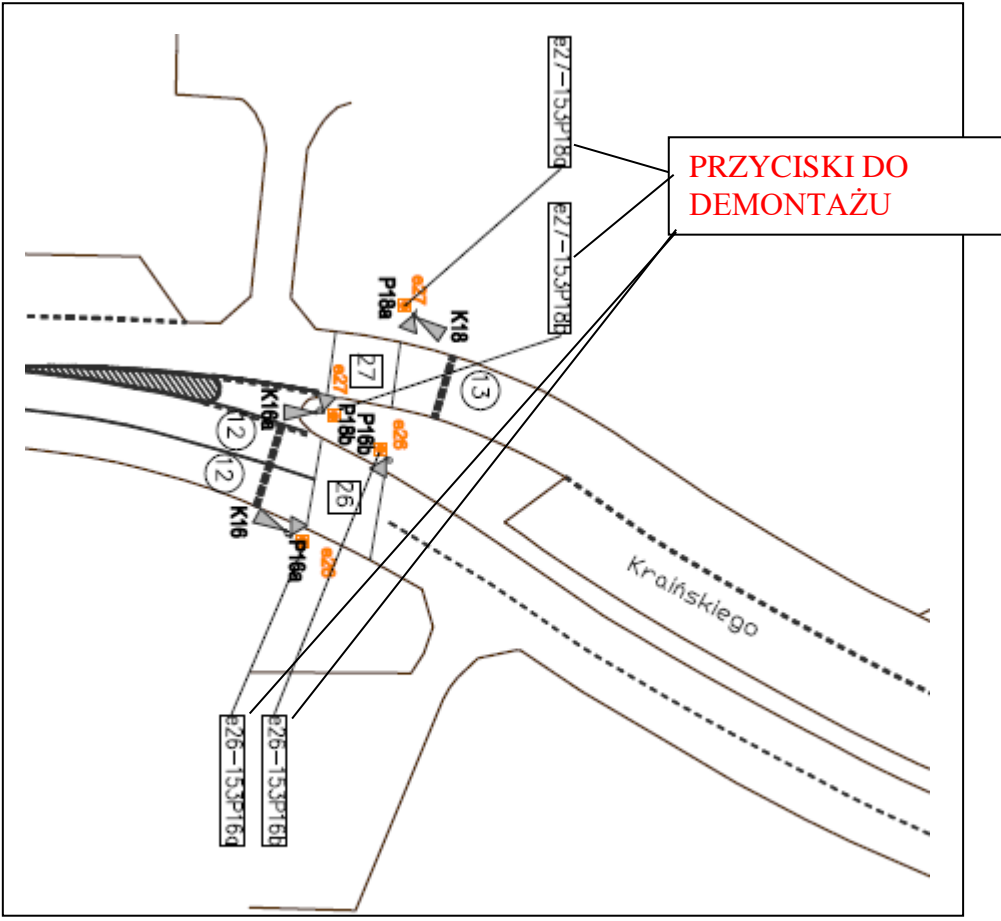 e27-153P18a
PRZYCISKI DO
DEMONTAŻU
e27-153P18b
e27
P18a
K18
27
13
e27
K16a
P18b
P16b
e26
12
12
26
K16
P16a
e26
Kraińskiego
e26-153P16a
e26-153P16b